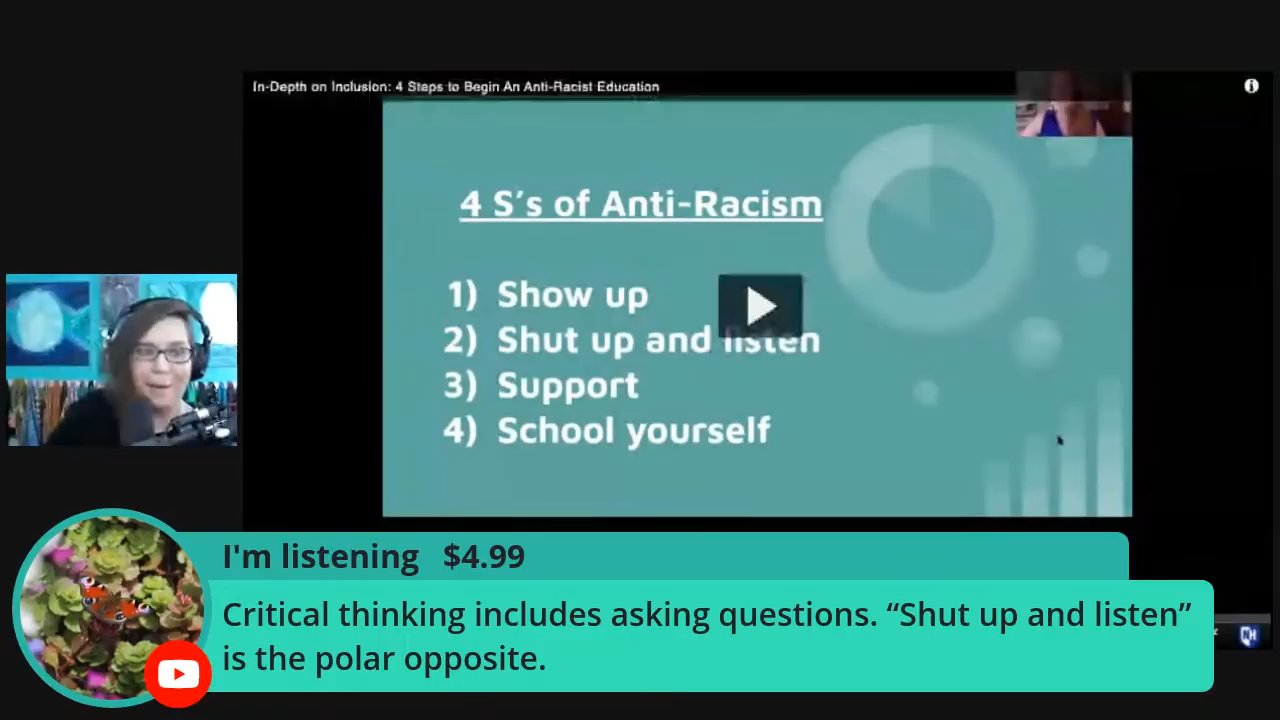 In-Depth on Inclusion: 4 Steps to Begin An Anti-Racist Education
4 S's of Anti-Racism
1) Show up
2) Shut up and listen
3) Support
4) School yourself
I'm listening $4.99
Critical thinking includes asking questions. “Shut up and listen”
is the polar opposite.